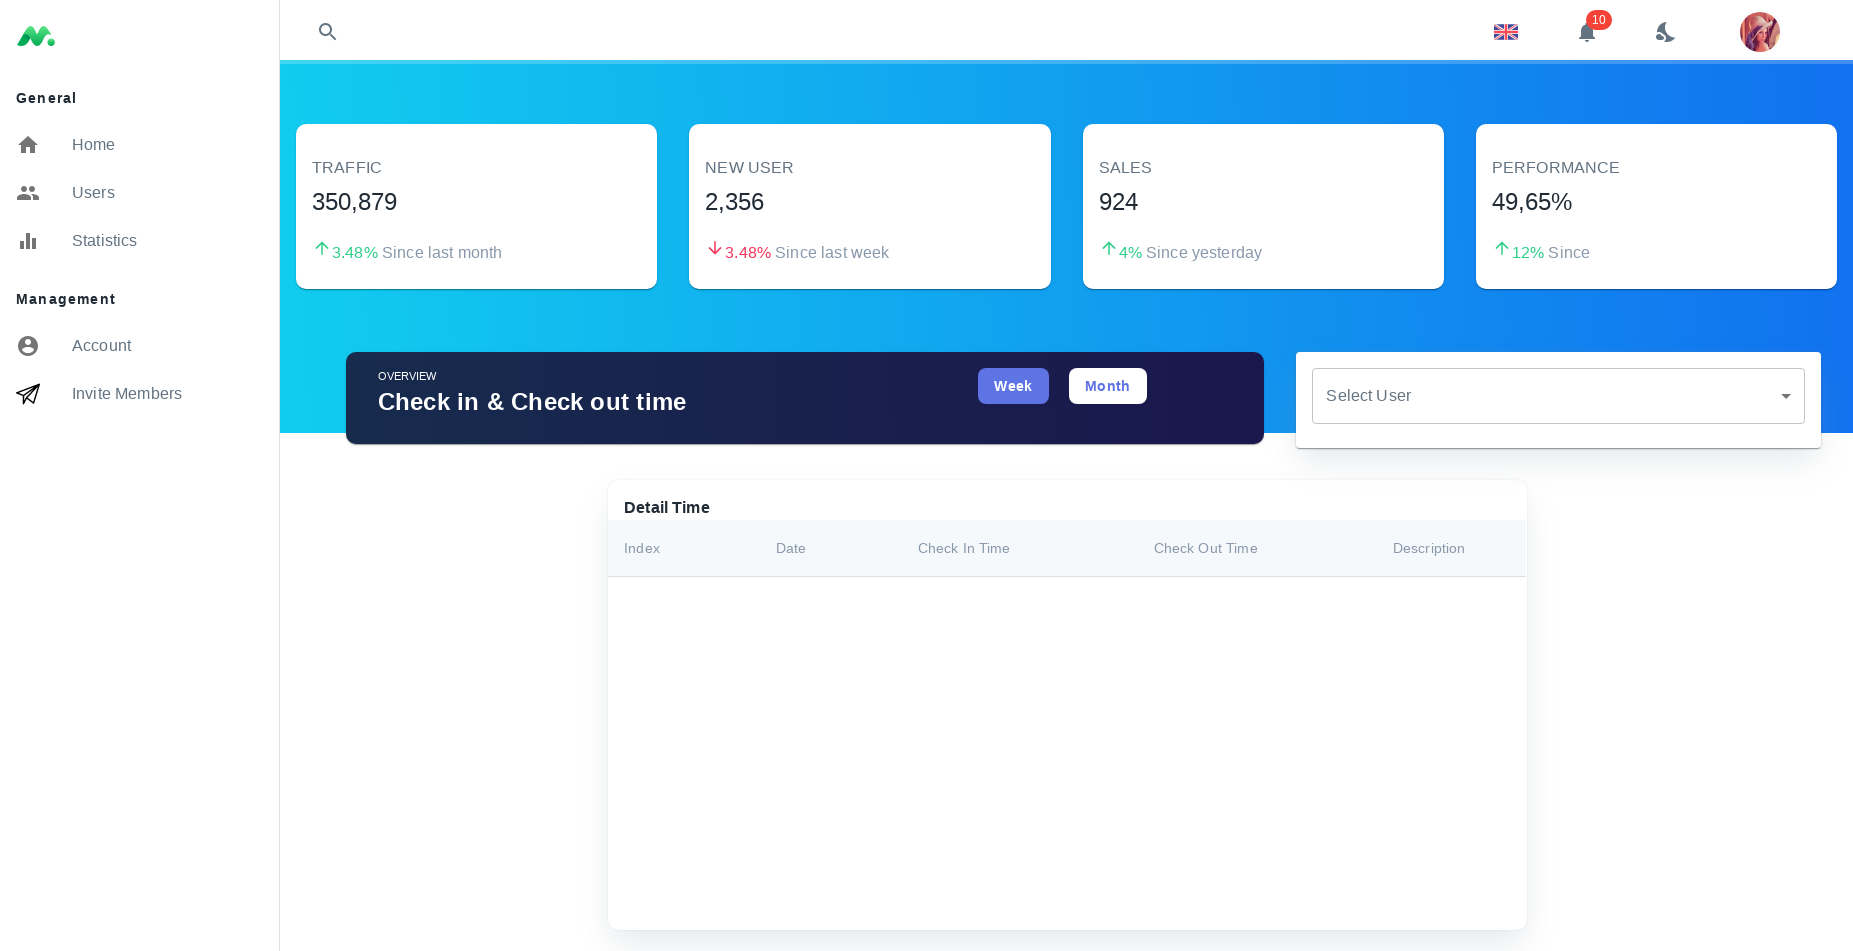 10
General
Home
Users
Statistics
Management
Account
Invite Members
TRAFFIC
350,879
3.48% Since last month
NEW USER
2,356
3.48% Since last week
SALES
924
4% Since yesterday
PERFORMANCE
49,65%
12% Since
OVERVIEW
Check in & Check out time
Week
Month
Select User
Detail Time
Index Date Check In Time Check Out Time Description